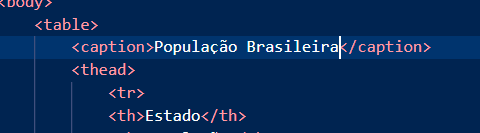 <body>
<table>
<caption>População Brasileira</caption>
<thead>
<tr>
<th>Estado</th>